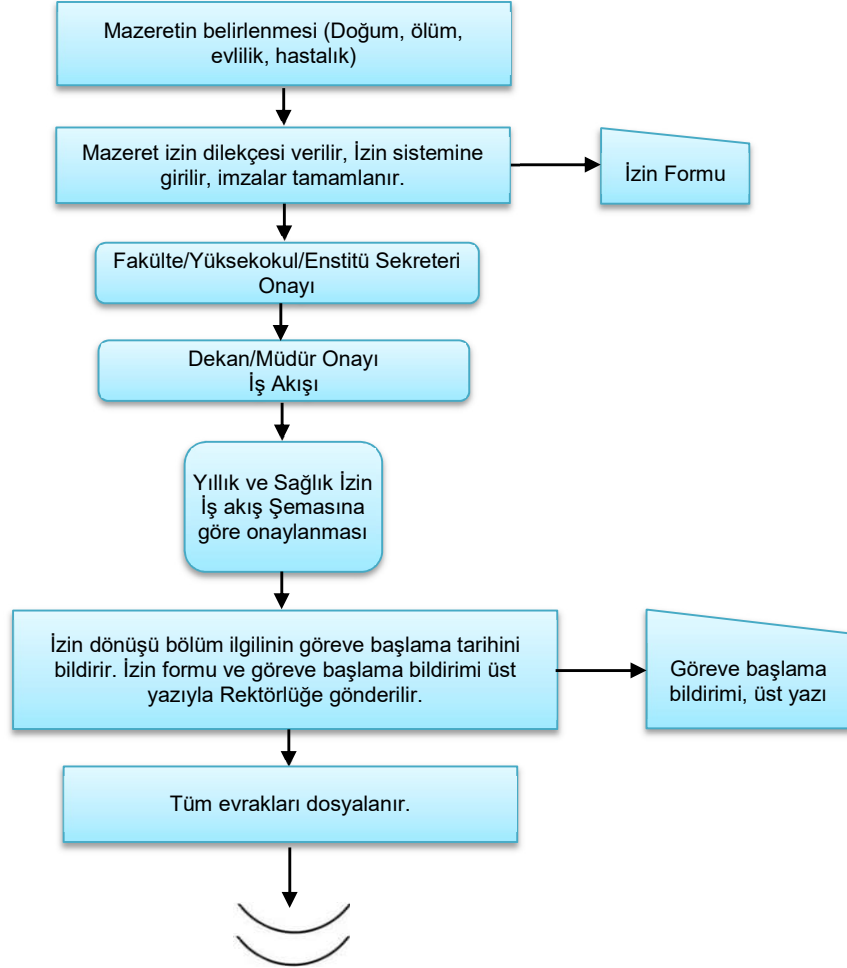 Mazeretin belirlenmesi (Doğum, ölüm,
evlilik, hastalık)
Mazeret izin dilekçesi verilir, İzin sistemine
girilir, imzalar tamamlanır.
İzin Formu
Fakülte/Yüksekokul/Enstitü Sekreteri
Onayı
Dekan/Müdür Onayı
İş Akışı
Yıllık ve Sağlık İzin
İş akış Şemasına
göre onaylanması
İzin dönüşü bölüm ilgilinin göreve başlama tarihini
bildirir. İzin formu ve göreve başlama bildirimi üst
yazıyla Rektörlüğe gönderilir.
Göreve başlama
bildirimi, üst yazı
Tüm evrakları dosyalanır.